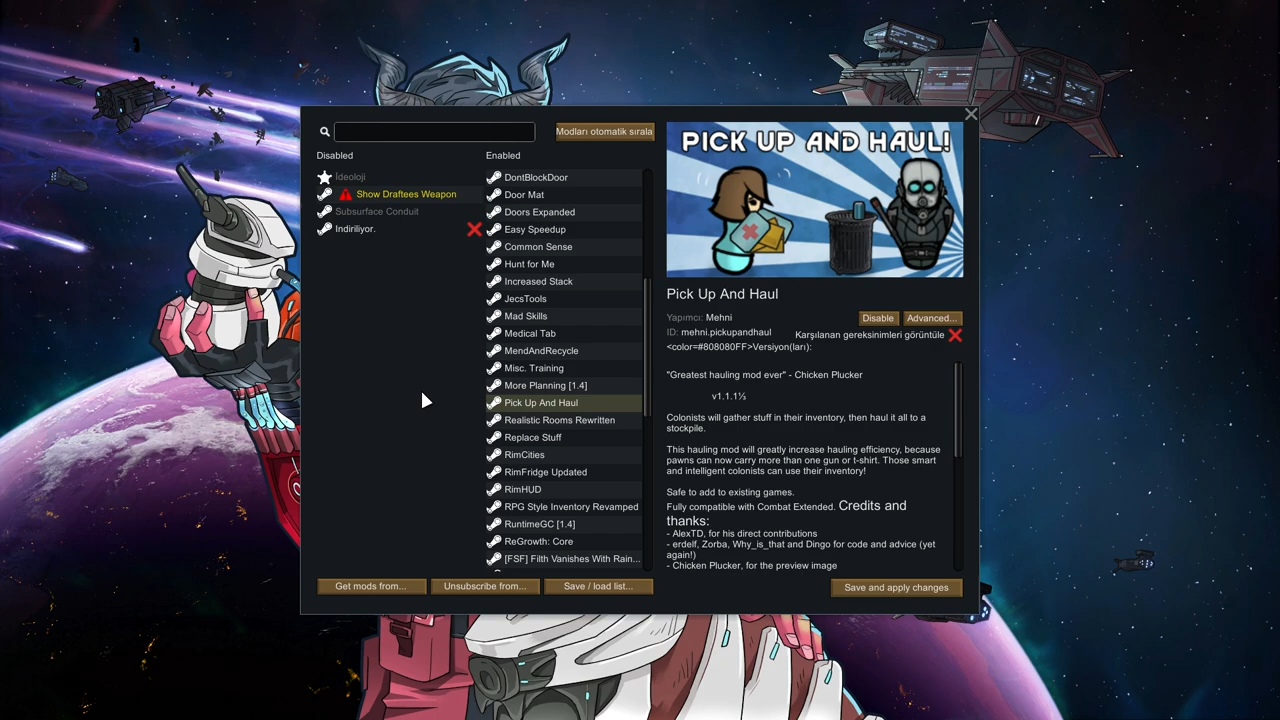 Modları otomatik sırala
Disabled
İdeoloji
Show Draftees Weapon
Subsurface Conduit
Indiriliyor.
Enabled
DontBlockDoor
Door Mat
Doors Expanded
Easy Speedup
Common Sense
Hunt for Me
Increased Stack
JecsTools
Mad Skills
Medical Tab
MendAndRecycle
Misc. Training
More Planning [1.4]
Pick Up And Haul
Realistic Rooms Rewritten
Replace Stuff
RimCities
RimFridge Updated
RimHUD
RPG Style Inventory Revamped
RuntimeGC [1.4]
ReGrowth: Core
[FSF] Filth Vanishes With Rain...
Get mods from...
Unsubscribe from...
Save / load list...
PICK UP AND HAUL!
Pick Up And Haul
Yapımcı: Mehni
Disable
Advanced...
ID: mehni.pickupandhaul
Karşılanan gereksinimleri görüntüle
<color=#808080FF>Versiyon(ları):
"Greatest hauling mod ever" - Chicken Plucker
v1.1.1⅓
Colonists will gather stuff in their inventory, then haul it all to a
stockpile.
This hauling mod will greatly increase hauling efficiency, because
pawns can now carry more than one gun or t-shirt. Those smart
and intelligent colonists can use their inventory!
Safe to add to existing games.
Fully compatible with Combat Extended. Credits and
thanks:
- AlexTD, for his direct contributions
- erdelf, Zorba, Why_is_that and Dingo for code and advice (yet
again!)
- Chicken Plucker, for the preview image
Save and apply changes